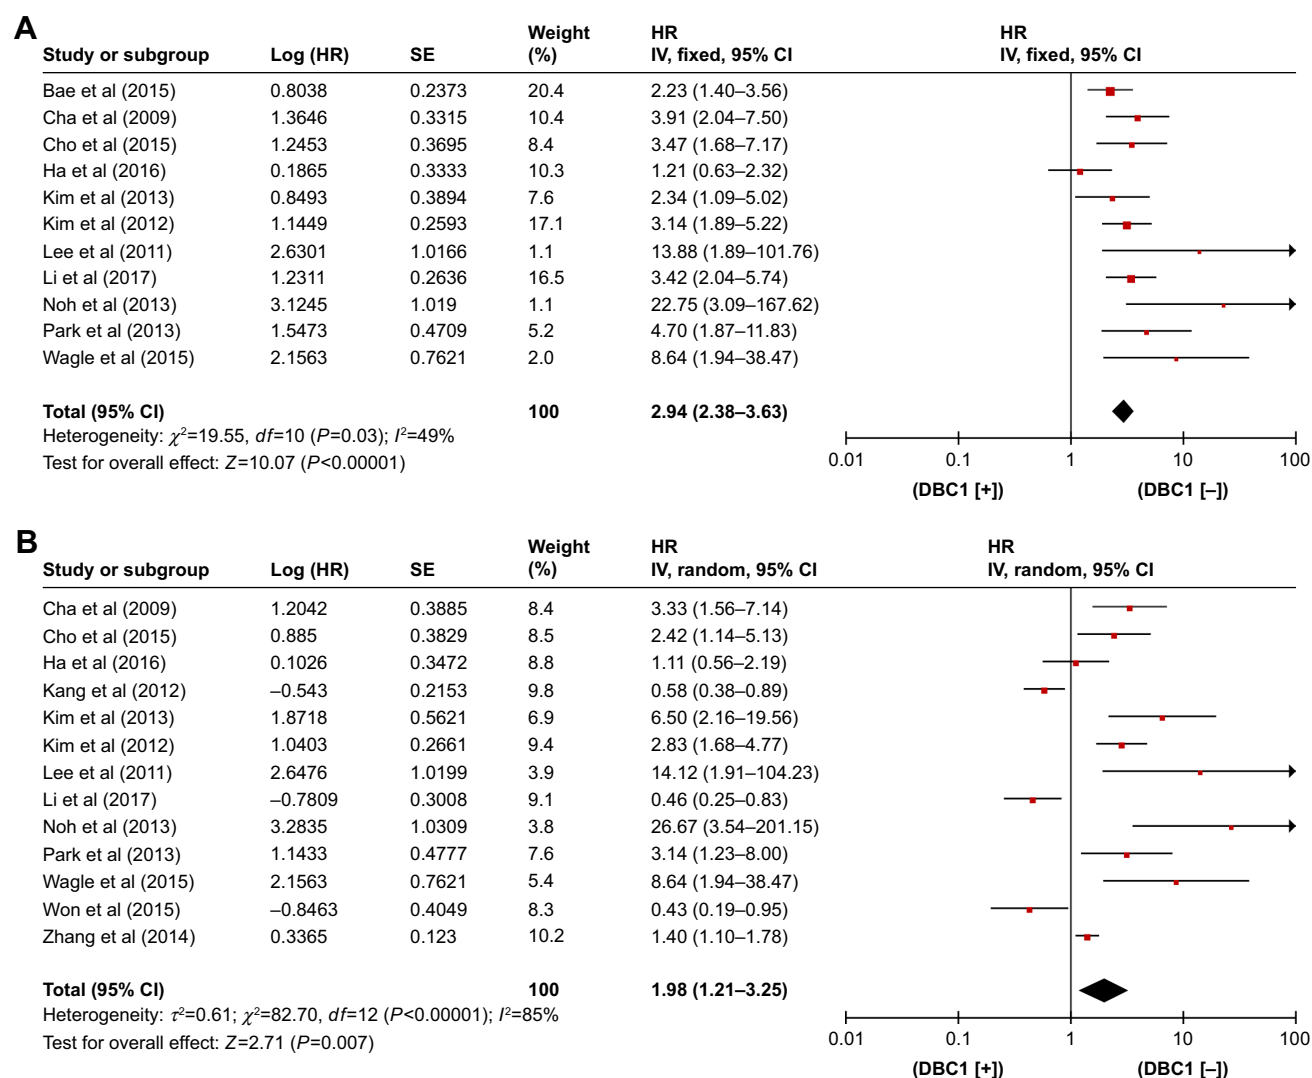 A
Study or subgroup Log (HR) SE Weight (%) HR IV, fixed, 95% CI HR IV, fixed, 95% CI
Bae et al (2015) 0.8038 0.2373 20.4 2.23 (1.40–3.56)
Cha et al (2009) 1.3646 0.3315 10.4 3.91 (2.04–7.50)
Cho et al (2015) 1.2453 0.3695 8.4 3.47 (1.68–7.17)
Ha et al (2016) 0.1865 0.3333 10.3 1.21 (0.63–2.32)
Kim et al (2013) 0.8493 0.3894 7.6 2.34 (1.09–5.02)
Kim et al (2012) 1.1449 0.2593 17.1 3.14 (1.89–5.22)
Lee et al (2011) 2.6301 1.0166 1.1 13.88 (1.89–101.76)
Li et al (2017) 1.2311 0.2636 16.5 3.42 (2.04–5.74)
Noh et al (2013) 3.1245 1.019 1.1 22.75 (3.09–167.62)
Park et al (2013) 1.5473 0.4709 5.2 4.70 (1.87–11.83)
Wagle et al (2015) 2.1563 0.7621 2.0 8.64 (1.94–38.47)
Total (95% CI) 100 2.94 (2.38–3.63)
Heterogeneity: χ²=19.55, df=10 (P=0.03); I²=49%
Test for overall effect: Z=10.07 (P<0.00001)
0.01 0.1 1 10 100
(DBC1 [+]) (DBC1 [–])
B
Study or subgroup Log (HR) SE Weight (%) HR IV, random, 95% CI HR IV, random, 95% CI
Cha et al (2009) 1.2042 0.3885 8.4 3.33 (1.56–7.14)
Cho et al (2015) 0.885 0.3829 8.5 2.42 (1.14–5.13)
Ha et al (2016) 0.1026 0.3472 8.8 1.11 (0.56–2.19)
Kang et al (2012) –0.543 0.2153 9.8 0.58 (0.38–0.89)
Kim et al (2013) 1.8718 0.5621 6.9 6.50 (2.16–19.56)
Kim et al (2012) 1.0403 0.2661 9.4 2.83 (1.68–4.77)
Lee et al (2011) 2.6476 1.0199 3.9 14.12 (1.91–104.23)
Li et al (2017) –0.7809 0.3008 9.1 0.46 (0.25–0.83)
Noh et al (2013) 3.2835 1.0309 3.8 26.67 (3.54–201.15)
Park et al (2013) 1.1433 0.4777 7.6 3.14 (1.23–8.00)
Wagle et al (2015) 2.1563 0.7621 5.4 8.64 (1.94–38.47)
Won et al (2015) –0.8463 0.4049 8.3 0.43 (0.19–0.95)
Zhang et al (2014) 0.3365 0.123 10.2 1.40 (1.10–1.78)
Total (95% CI) 100 1.98 (1.21–3.25)
Heterogeneity: τ²=0.61; χ²=82.70, df=12 (P<0.00001); I²=85%
Test for overall effect: Z=2.71 (P=0.007)
0.01 0.1 1 10 100
(DBC1 [+]) (DBC1 [–])